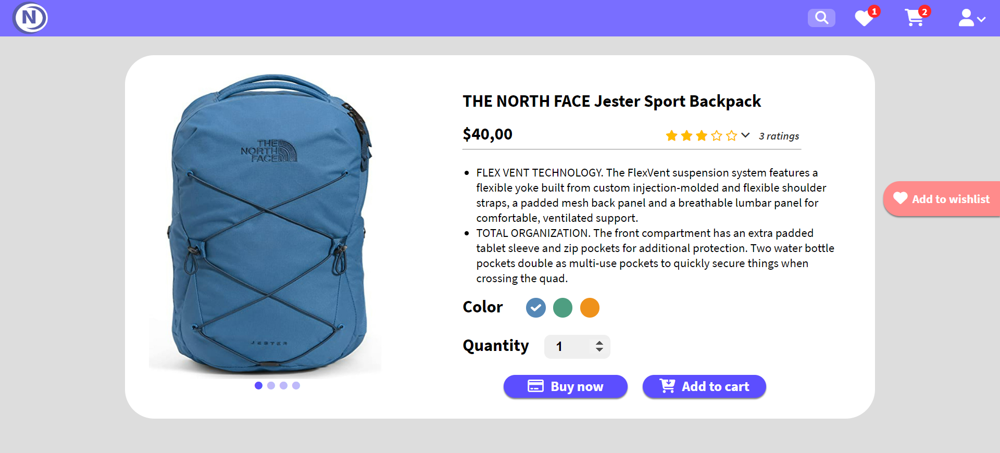 N
1
2
THE NORTH FACE Jester Sport Backpack
$40,00
3 ratings
THE
NORTH
FACE
JESTER
• FLEX VENT TECHNOLOGY. The FlexVent suspension system features a
flexible yoke built from custom injection-molded and flexible shoulder
straps, a padded mesh back panel and a breathable lumbar panel for
comfortable, ventilated support.
• TOTAL ORGANIZATION. The front compartment has an extra padded
tablet sleeve and zip pockets for additional protection. Two water bottle
pockets double as multi-use pockets to quickly secure things when
crossing the quad.
Add to wishlist
Color
Quantity
1
Buy now
Add to cart